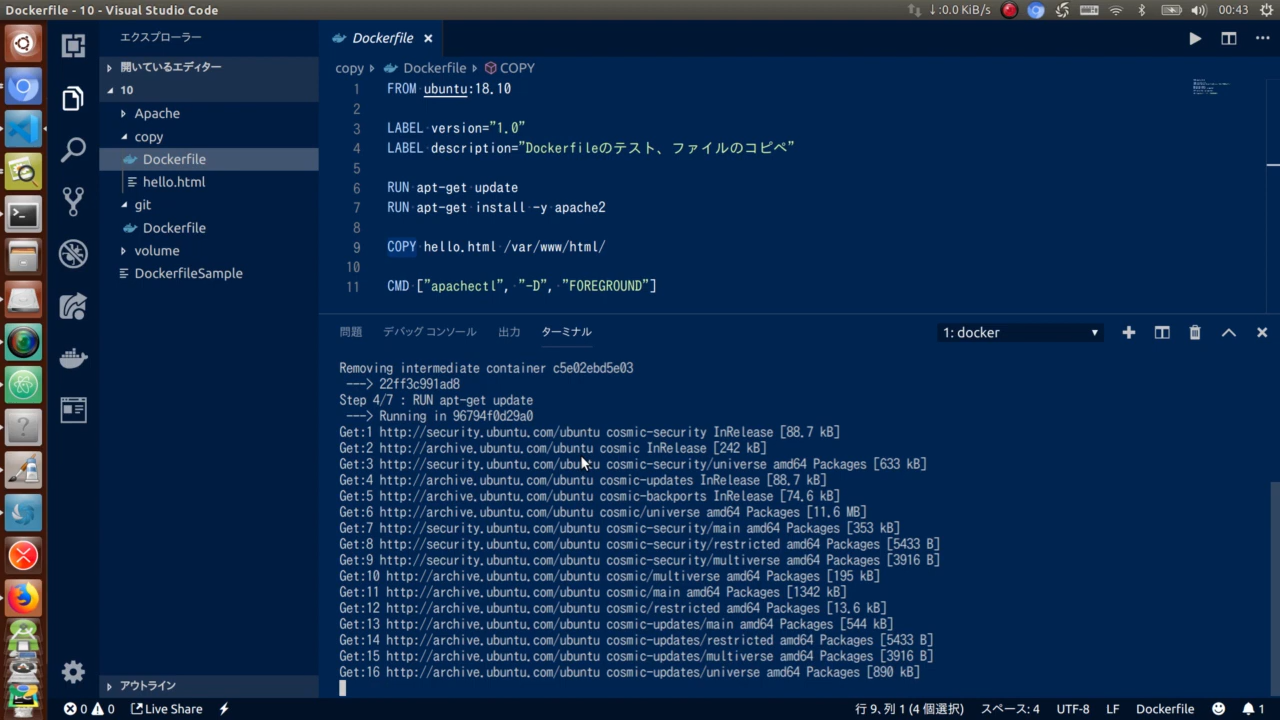 Dockerfile - 10 - Visual Studio Code
↓:0.0 KiB/s
00:43
エクスプローラー
開いているエディター
10
Apache
copy
Dockerfile
hello.html
git
Dockerfile
volume
DockerfileSample
アウトライン
Dockerfile
copy Dockerfile COPY
1 FROM ubuntu:18.10
2
3 LABEL version="1.0"
4 LABEL description="Dockerfileのテスト、ファイルのコピペ"
5
6 RUN apt-get update
7 RUN apt-get install -y apache2
8
9 COPY hello.html /var/www/html/
10
11 CMD ["apachectl", "-D", "FOREGROUND"]
問題 デバッグ コンソール 出力 ターミナル 1: docker
Removing intermediate container c5e02ebd5e03
---> 22ff3c991ad8
Step 4/7 : RUN apt-get update
---> Running in 96794f0d29a0
Get:1 http://security.ubuntu.com/ubuntu cosmic-security InRelease [88.7 kB]
Get:2 http://archive.ubuntu.com/ubuntu cosmic InRelease [242 kB]
Get:3 http://security.ubuntu.com/ubuntu cosmic-security/universe amd64 Packages [633 kB]
Get:4 http://archive.ubuntu.com/ubuntu cosmic-updates InRelease [88.7 kB]
Get:5 http://archive.ubuntu.com/ubuntu cosmic-backports InRelease [74.6 kB]
Get:6 http://archive.ubuntu.com/ubuntu cosmic/universe amd64 Packages [11.6 MB]
Get:7 http://security.ubuntu.com/ubuntu cosmic-security/main amd64 Packages [353 kB]
Get:8 http://security.ubuntu.com/ubuntu cosmic-security/restricted amd64 Packages [5433 B]
Get:9 http://security.ubuntu.com/ubuntu cosmic-security/multiverse amd64 Packages [3916 B]
Get:10 http://archive.ubuntu.com/ubuntu cosmic/multiverse amd64 Packages [195 kB]
Get:11 http://archive.ubuntu.com/ubuntu cosmic/main amd64 Packages [1342 kB]
Get:12 http://archive.ubuntu.com/ubuntu cosmic/restricted amd64 Packages [13.6 kB]
Get:13 http://archive.ubuntu.com/ubuntu cosmic-updates/main amd64 Packages [544 kB]
Get:14 http://archive.ubuntu.com/ubuntu cosmic-updates/restricted amd64 Packages [5433 B]
Get:15 http://archive.ubuntu.com/ubuntu cosmic-updates/multiverse amd64 Packages [3916 B]
Get:16 http://archive.ubuntu.com/ubuntu cosmic-updates/universe amd64 Packages [890 kB]
0 0 Live Share 行 9、列 1 (4 個選択) スペース: 4 UTF-8 LF Dockerfile 1